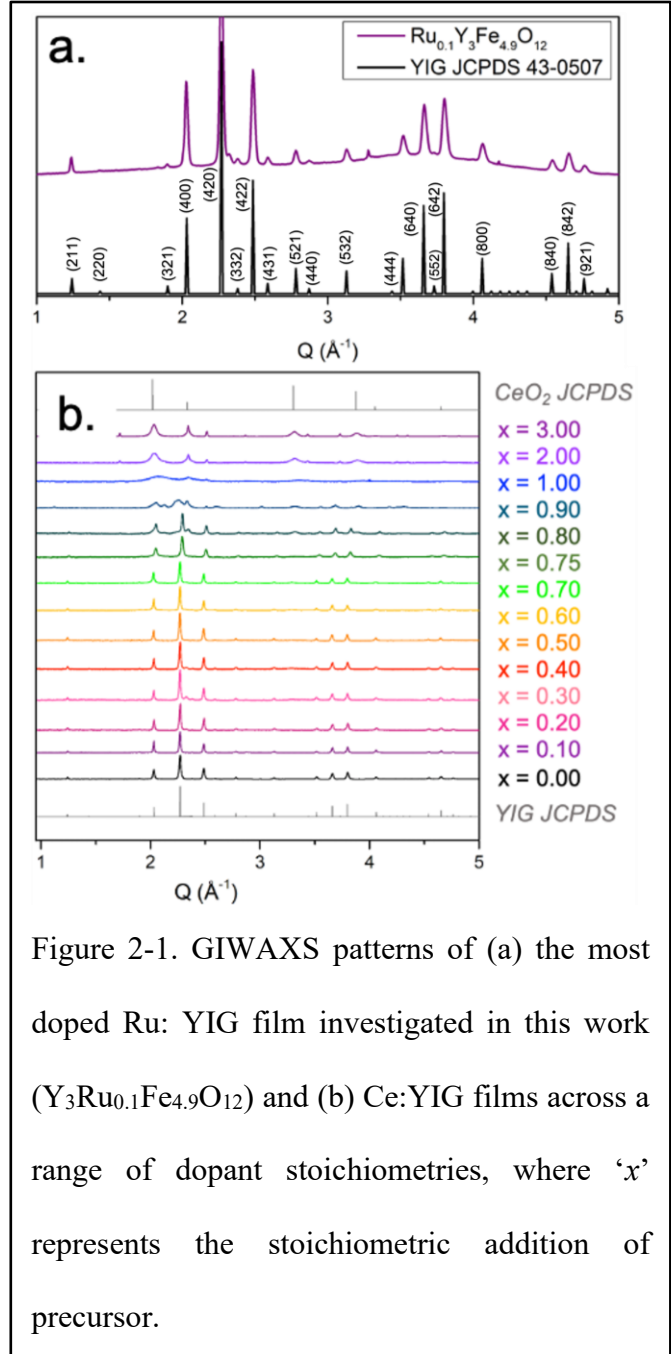 a.
Ru0.1Y3Fe4.9O12
YIG JCPDS 43-0507
(211)
(220)
(321)
(400)
(420)
(332)
(422)
(431)
(521)
(440)
(532)
(444)
(640)
(552)
(642)
(800)
(840)
(842)
(921)
1 2 3 4 5
Q (Å-1)
b.
CeO2 JCPDS
x = 3.00
x = 2.00
x = 1.00
x = 0.90
x = 0.80
x = 0.75
x = 0.70
x = 0.60
x = 0.50
x = 0.40
x = 0.30
x = 0.20
x = 0.10
x = 0.00
YIG JCPDS
1 2 3 4 5
Q (Å-1)
Figure 2-1. GIWAXS patterns of (a) the most
doped Ru: YIG film investigated in this work
(Y3Ru0.1Fe4.9O12) and (b) Ce:YIG films across a
range of dopant stoichiometries, where ‘x’
represents the stoichiometric addition of
precursor.